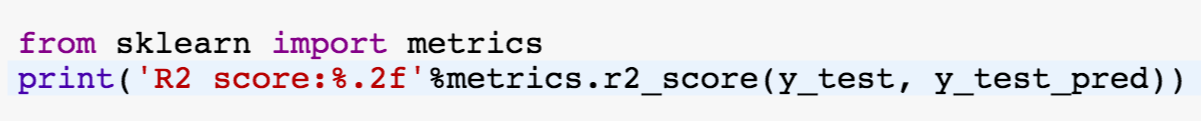 from sklearn import metrics
print('R2 score:%.2f'%metrics.r2_score(y_test, y_test_pred))